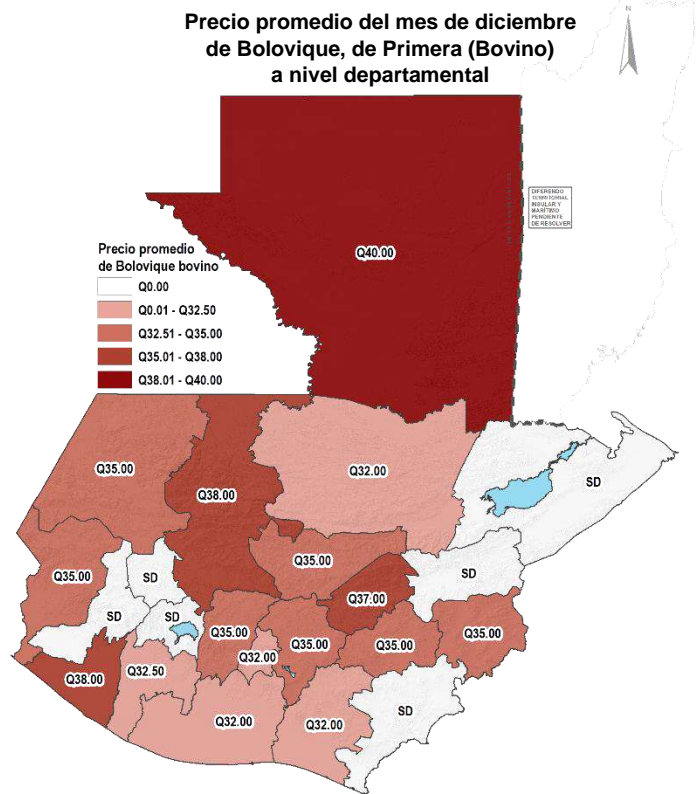 Precio promedio del mes de diciembre
de Bolovique, de Primera (Bovino)
a nivel departamental
N
DIFERENDO
TERRITORIAL
INSULAR Y
MARÍTIMO
PENDIENTE
DE RESOLVER
Q40.00
Precio promedio
de Bolovique bovino
Q0.00
Q0.01 - Q32.50
Q32.51 - Q35.00
Q35.01 - Q38.00
Q38.01 - Q40.00
Q35.00
Q32.00
Q38.00
SD
Q35.00
Q35.00
SD
SD
Q37.00
SD
SD
Q35.00
Q35.00
Q35.00
Q35.00
Q32.00
Q38.00
Q32.50
Q32.00
Q32.00
SD